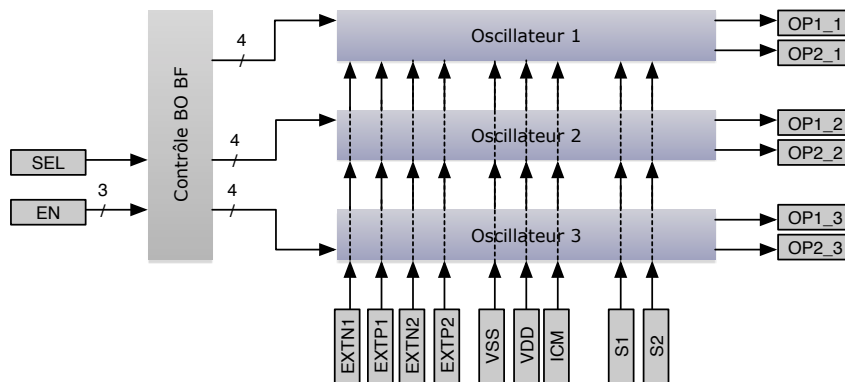 Contrôle BO BF
SEL
EN
3
4
4
4
Oscillateur 1
Oscillateur 2
Oscillateur 3
OP1_1
OP2_1
OP1_2
OP2_2
OP1_3
OP2_3
EXTN1
EXTP1
EXTN2
EXTP2
VSS
VDD
ICM
S1
S2